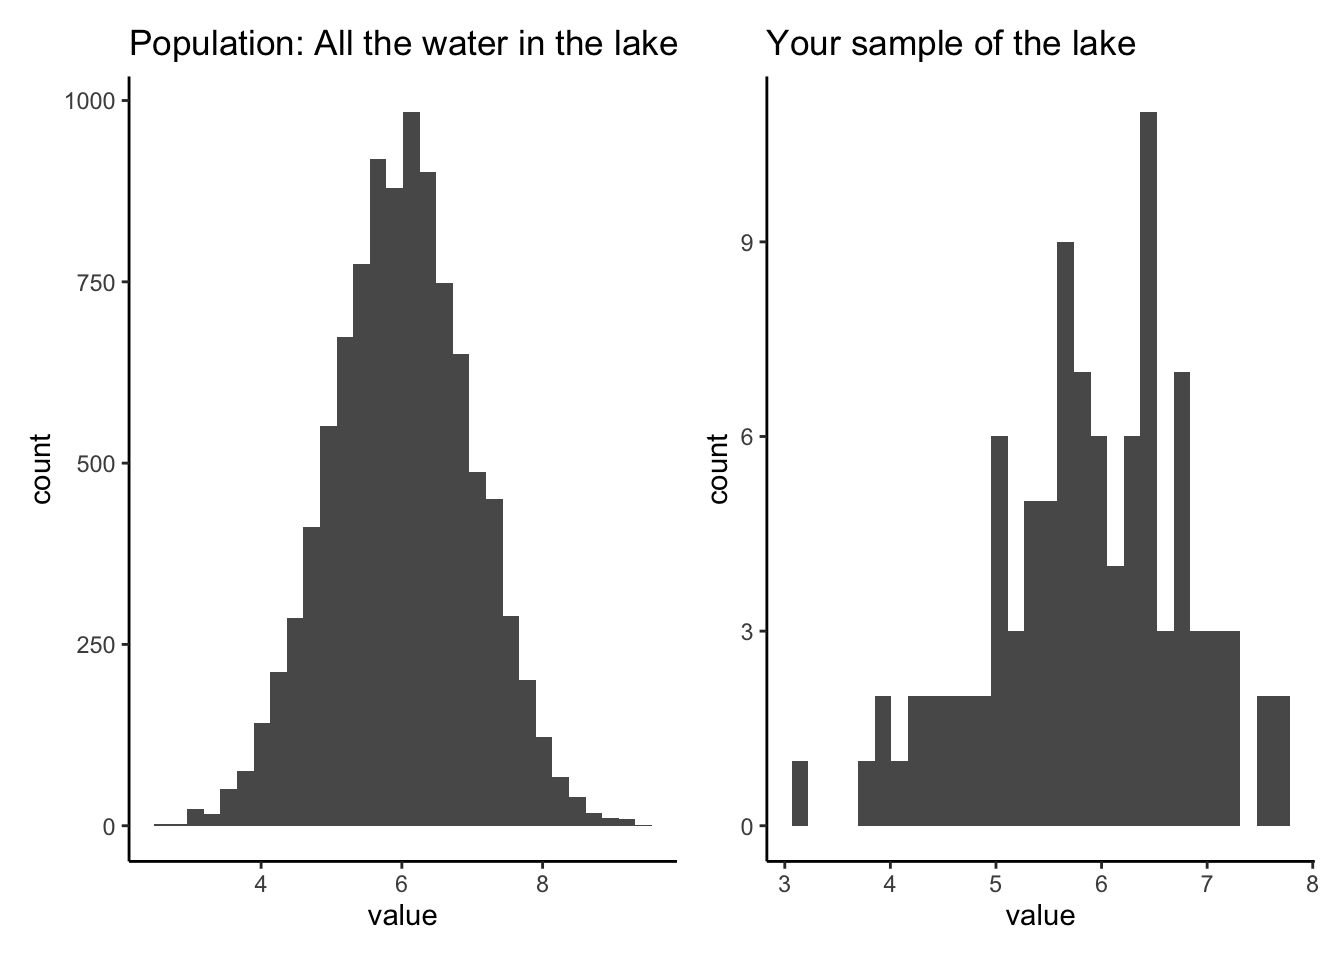 Population: All the water in the lake
1000
750
500
250
0
count
4 6 8
value
Your sample of the lake
9
6
3
0
count
3 4 5 6 7 8
value